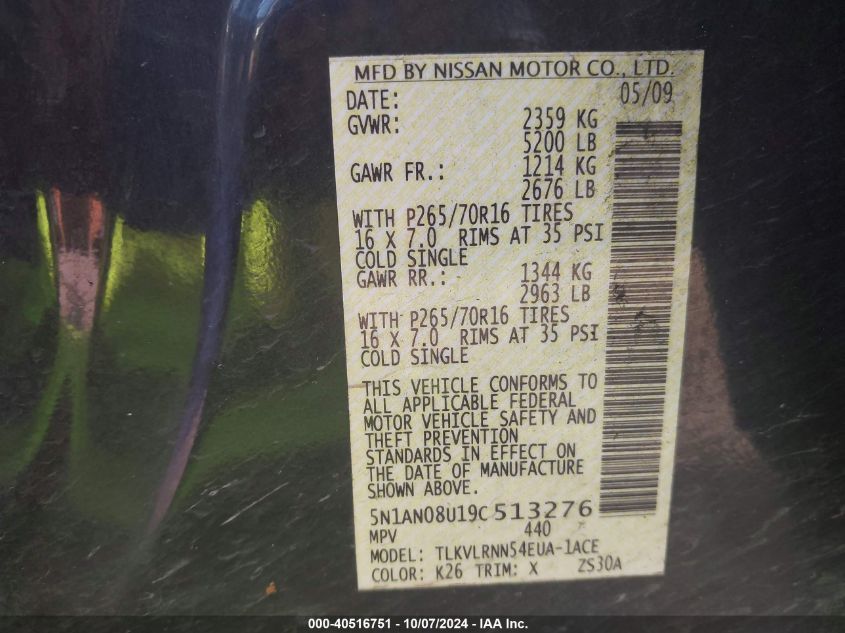 MFD BY NISSAN MOTOR CO., LTD.
DATE: 05/09
GVWR: 2359 KG
5200 LB
GAWR FR.: 1214 KG
2676 LB
WITH P265/70R16 TIRES
16 X 7.0 RIMS AT 35 PSI
COLD SINGLE
GAWR RR.: 1344 KG
2963 LB
WITH P265/70R16 TIRES
16 X 7.0 RIMS AT 35 PSI
COLD SINGLE
THIS VEHICLE CONFORMS TO
ALL APPLICABLE FEDERAL
MOTOR VEHICLE SAFETY AND
THEFT PREVENTION
STANDARDS IN EFFECT ON
THE DATE OF MANUFACTURE
SHOWN ABOVE.
5N1AN08U19C513276
MPV 440
MODEL: TLKVLRNN54EUA-1ACE
COLOR: K26 TRIM: X ZS30A
000-40516751 - 10/07/2024 - IAA Inc.